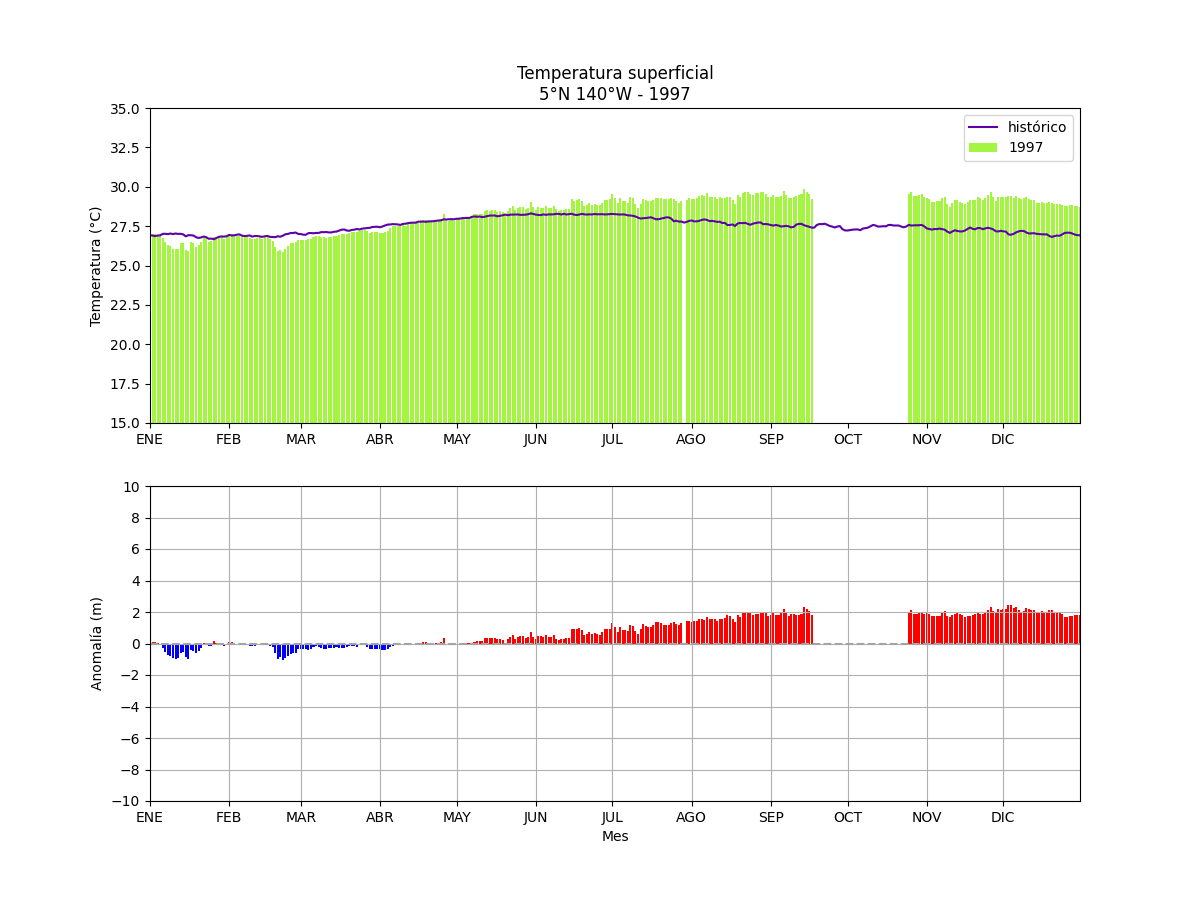 Temperatura superficial
5°N 140°W - 1997
35.0
32.5
30.0
27.5
25.0
22.5
20.0
17.5
15.0
Temperatura (°C)
histórico
1997
ENE FEB MAR ABR MAY JUN JUL AGO SEP OCT NOV DIC
10
8
6
4
2
0
−2
−4
−6
−8
−10
Anomalía (m)
ENE FEB MAR ABR MAY JUN JUL AGO SEP OCT NOV DIC
Mes